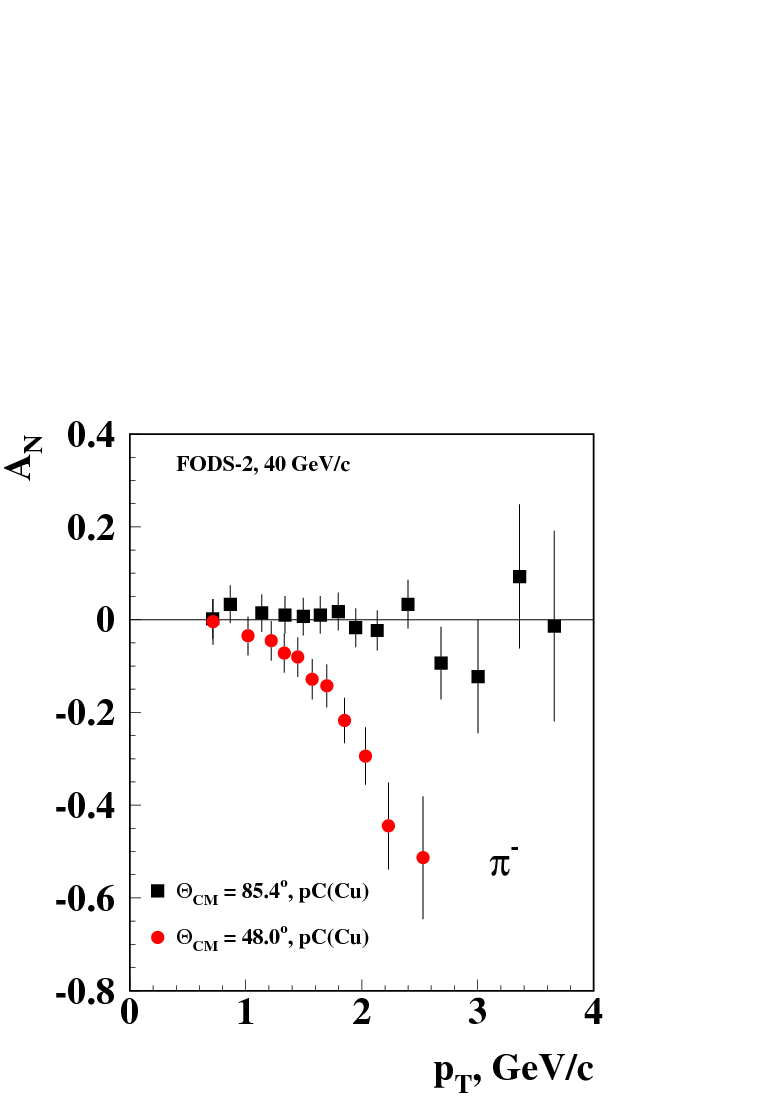 A_N
0.4
0.2
0
-0.2
-0.4
-0.6
-0.8
FODS-2, 40 GeV/c
π⁻
Θ_CM = 85.4°, pC(Cu)
Θ_CM = 48.0°, pC(Cu)
0 1 2 3 4
p_T, GeV/c